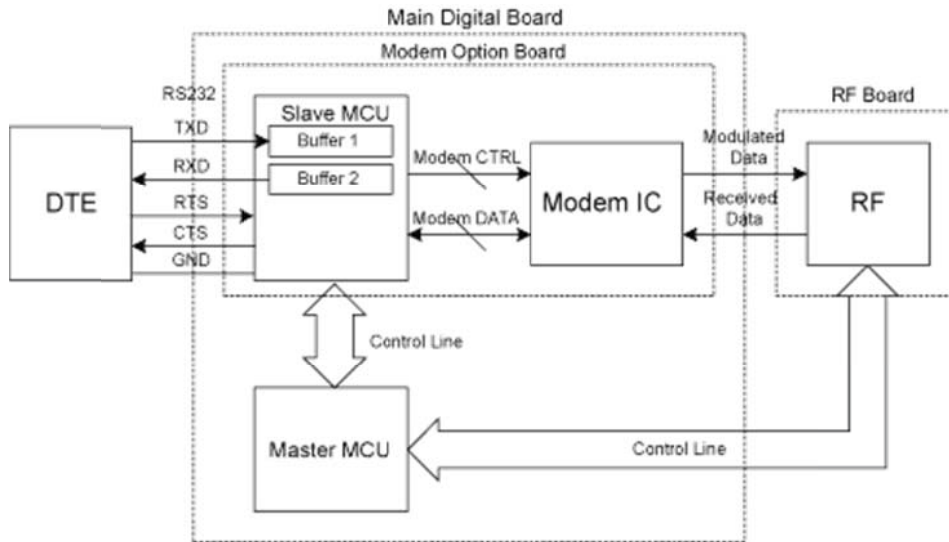 Main Digital Board
Modem Option Board
RS232
Slave MCU
RF Board
TXD
Buffer 1
Modulated
Data
RXD
Buffer 2
Modem CTRL
DTE
Modem IC
RF
RTS
Modem DATA
Received
Data
CTS
GND
Control Line
Master MCU
Control Line